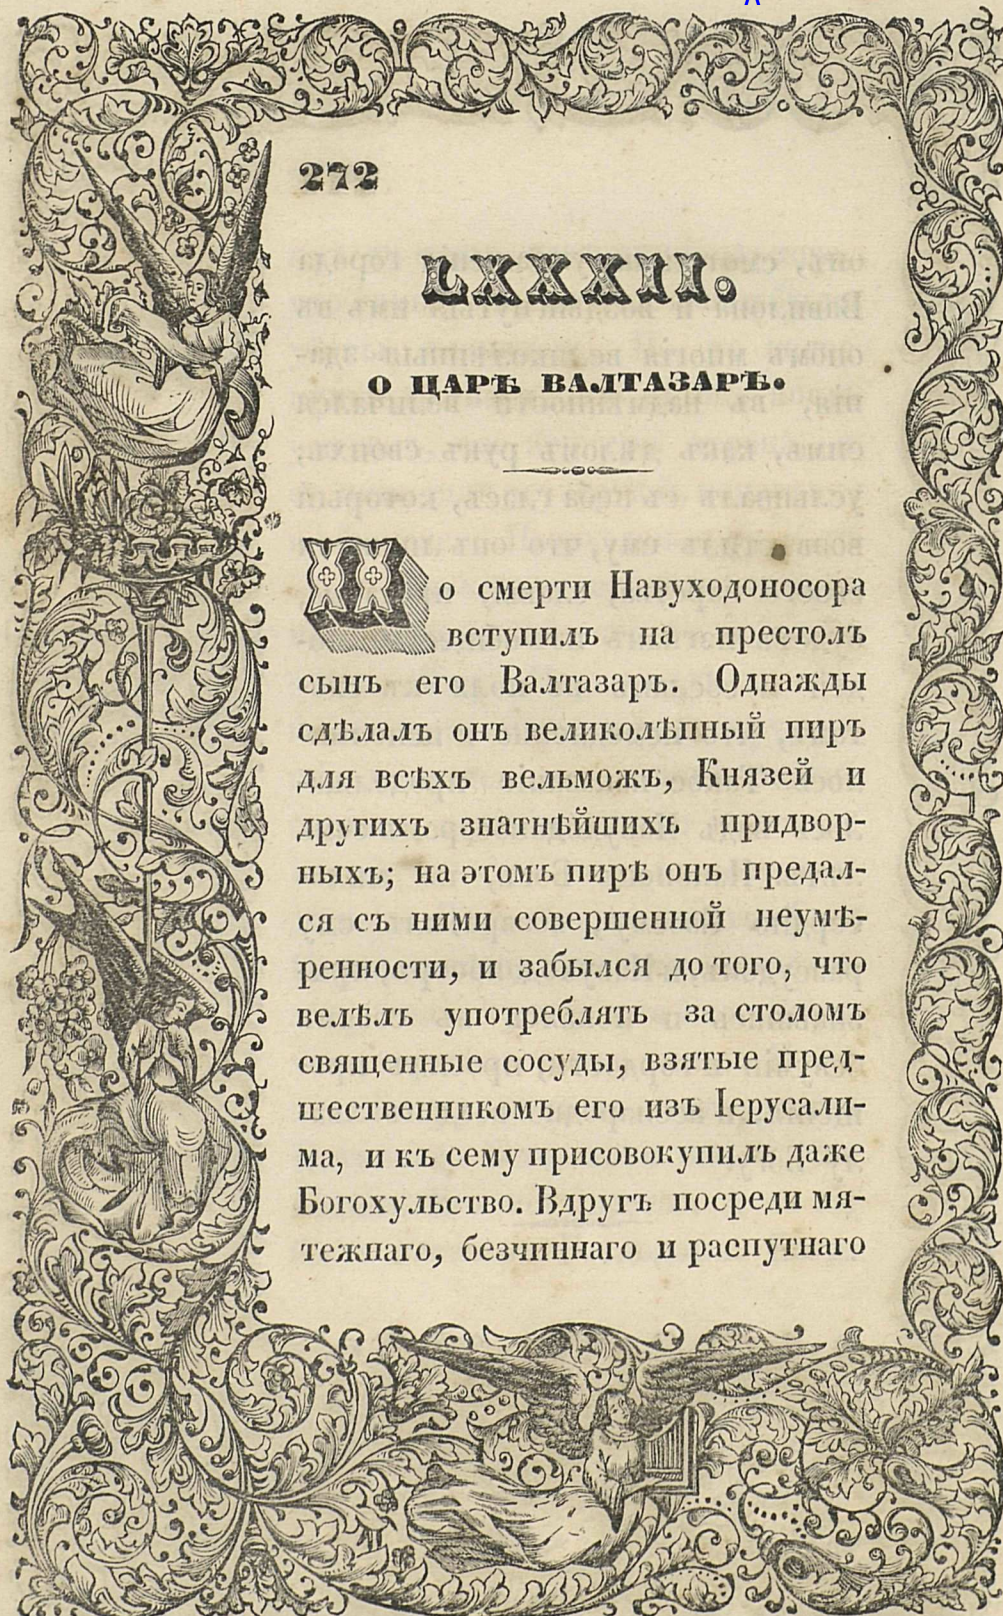 272
LXXXII.
О ЦАРѢ ВАЛТАЗАРѢ.
По смерти Навуходоносора
вступилъ на престолъ
сынъ его Валтазаръ. Однажды
сдѣлалъ онъ великолѣпный пиръ
для всѣхъ вельможъ, Князей и
другихъ знатнѣйшихъ придвор-
ныхъ; на этомъ пирѣ онъ предал-
ся съ ними совершенной неумѣ-
ренности, и забылся до того, что
велѣлъ употреблять за столомъ
священные сосуды, взятые пред-
шественникомъ его изъ Іерусали-
ма, и къ сему присовокупилъ даже
Богохульство. Вдругъ посреди мя-
тежнаго, безчиннаго и распутнаго